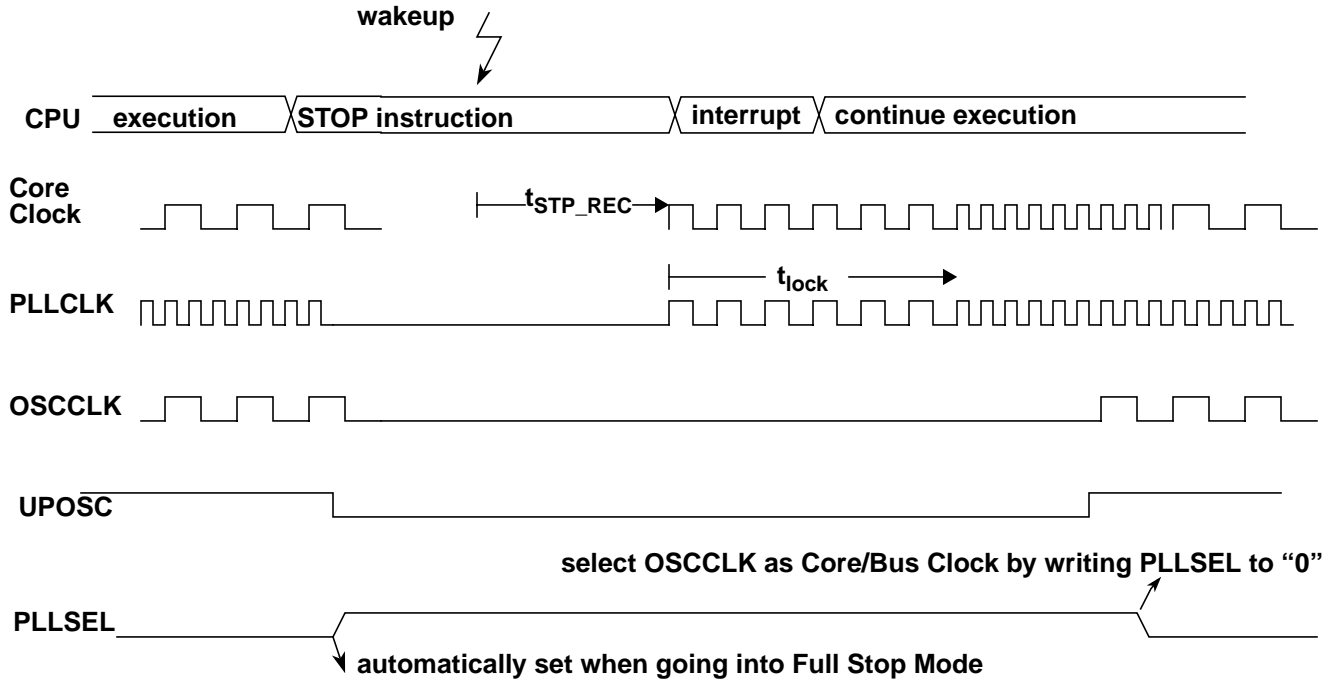 wakeup
CPU execution STOP instruction interrupt continue execution
Core
Clock
tSTP_REC
tlock
PLLCLK
OSCCLK
UPOSC
select OSCCLK as Core/Bus Clock by writing PLLSEL to “0”
PLLSEL
automatically set when going into Full Stop Mode